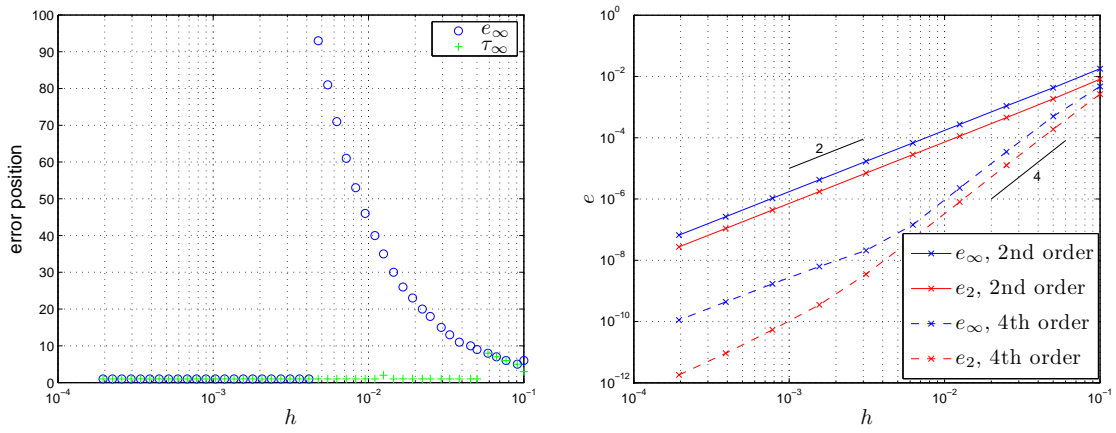 100
90
80
70
60
50
40
30
20
10
0
error position
10⁻⁴
10⁻³
10⁻²
10⁻¹
h
e∞
τ∞
10⁰
10⁻²
10⁻⁴
10⁻⁶
10⁻⁸
10⁻¹⁰
10⁻¹²
e
10⁻⁴
10⁻³
10⁻²
10⁻¹
h
2
4
e∞, 2nd order
e₂, 2nd order
e∞, 4th order
e₂, 4th order